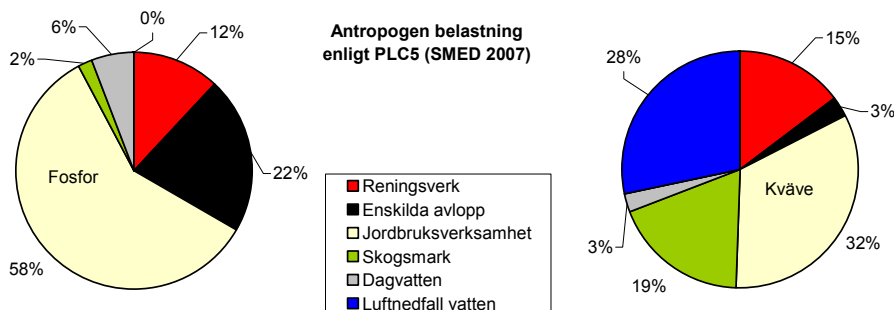 Antropogen belastning
enligt PLC5 (SMED 2007)
0%
6%
12%
2%
Fosfor
22%
58%
Reningsverk
Enskilda avlopp
Jordbruksverksamhet
Skogsmark
Dagvatten
Luftnedfall vatten
15%
28%
3%
Kväve
3%
32%
19%